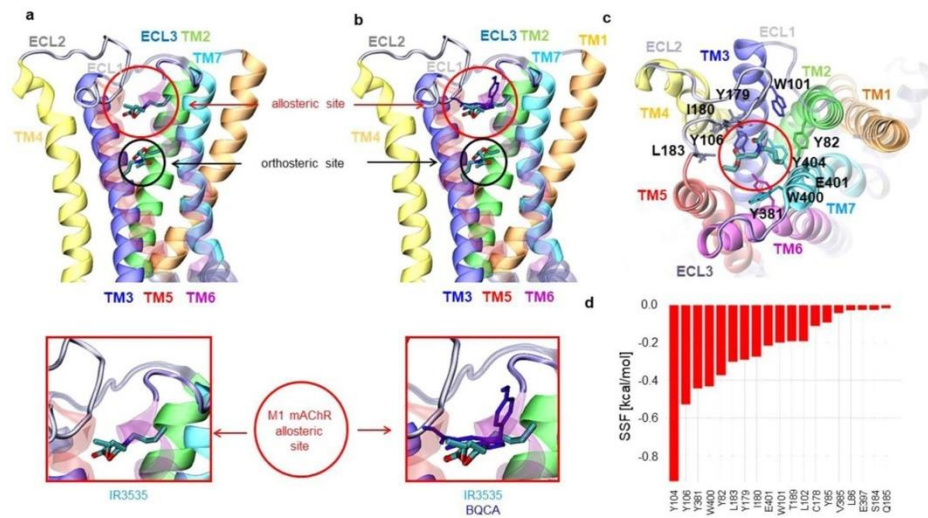 a
ECL2
ECL3 TM2
ECL1
TM7
TM4
TM3 TM5 TM6
allosteric site
orthosteric site
b
ECL2
ECL3 TM2
TM1
ECL1
TM7
TM4
TM3 TM5 TM6
c
ECL2
ECL1
TM3
W101
TM2
Y179
TM1
I180
TM4
Y106
Y82
L183
Y404
E401
TM5
W400
TM7
Y381
TM6
ECL3
IR3535
M1 mAChR
allosteric
site
IR3535
BQCA
d
SSF [kcal/mol]
0.0
-0.2
-0.4
-0.6
-0.8
Y104
Y106
Y381
W400
Y82
L183
Y179
I180
E401
W101
T189
L102
C178
Y85
V385
L86
E397
S184
Q185